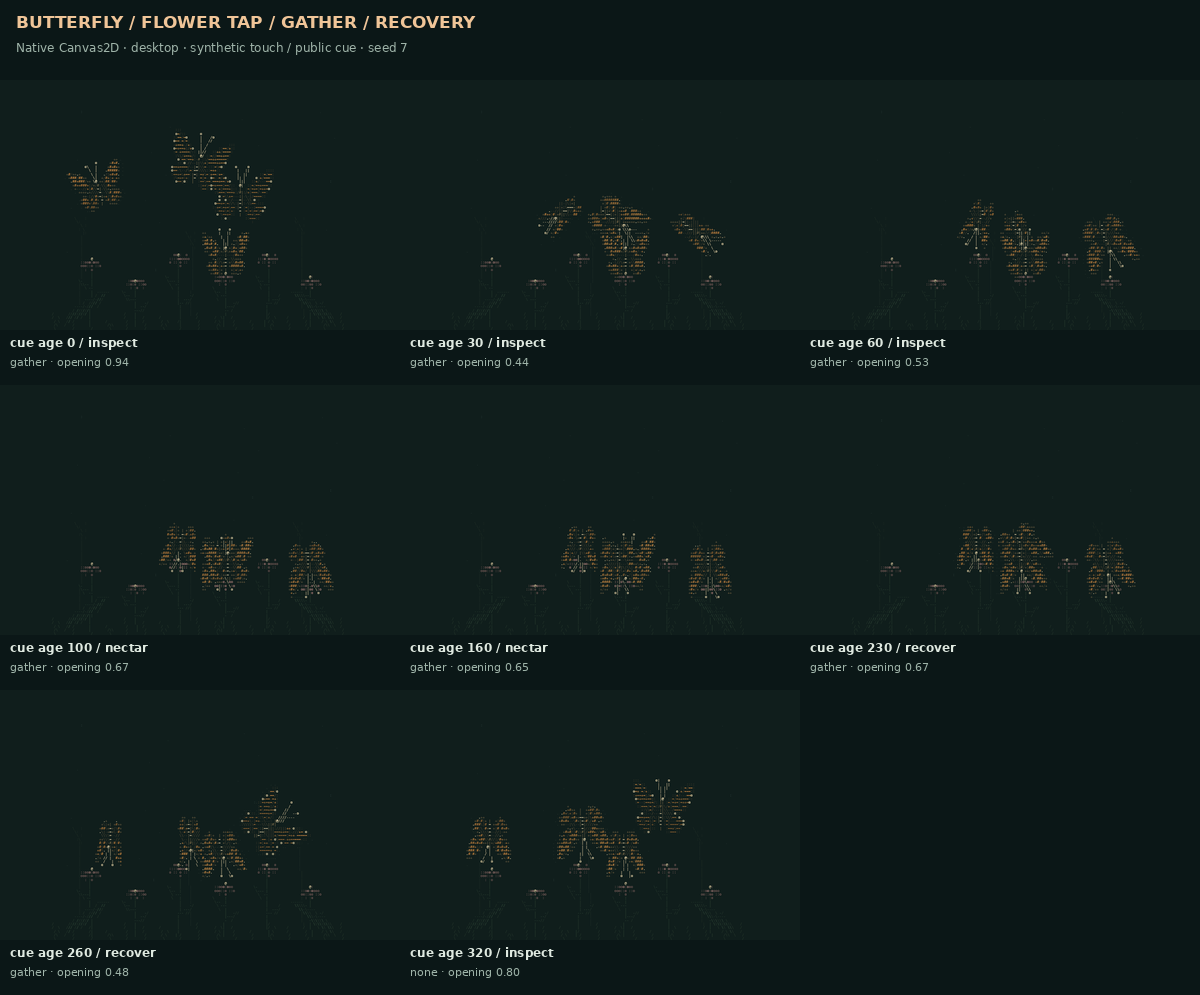 BUTTERFLY / FLOWER TAP / GATHER / RECOVERY
Native Canvas2D · desktop · synthetic touch / public cue · seed 7
cue age 0 / inspect
gather · opening 0.94
cue age 30 / inspect
gather · opening 0.44
cue age 60 / inspect
gather · opening 0.53
cue age 100 / nectar
gather · opening 0.67
cue age 160 / nectar
gather · opening 0.65
cue age 230 / recover
gather · opening 0.67
cue age 260 / recover
gather · opening 0.48
cue age 320 / inspect
none · opening 0.80